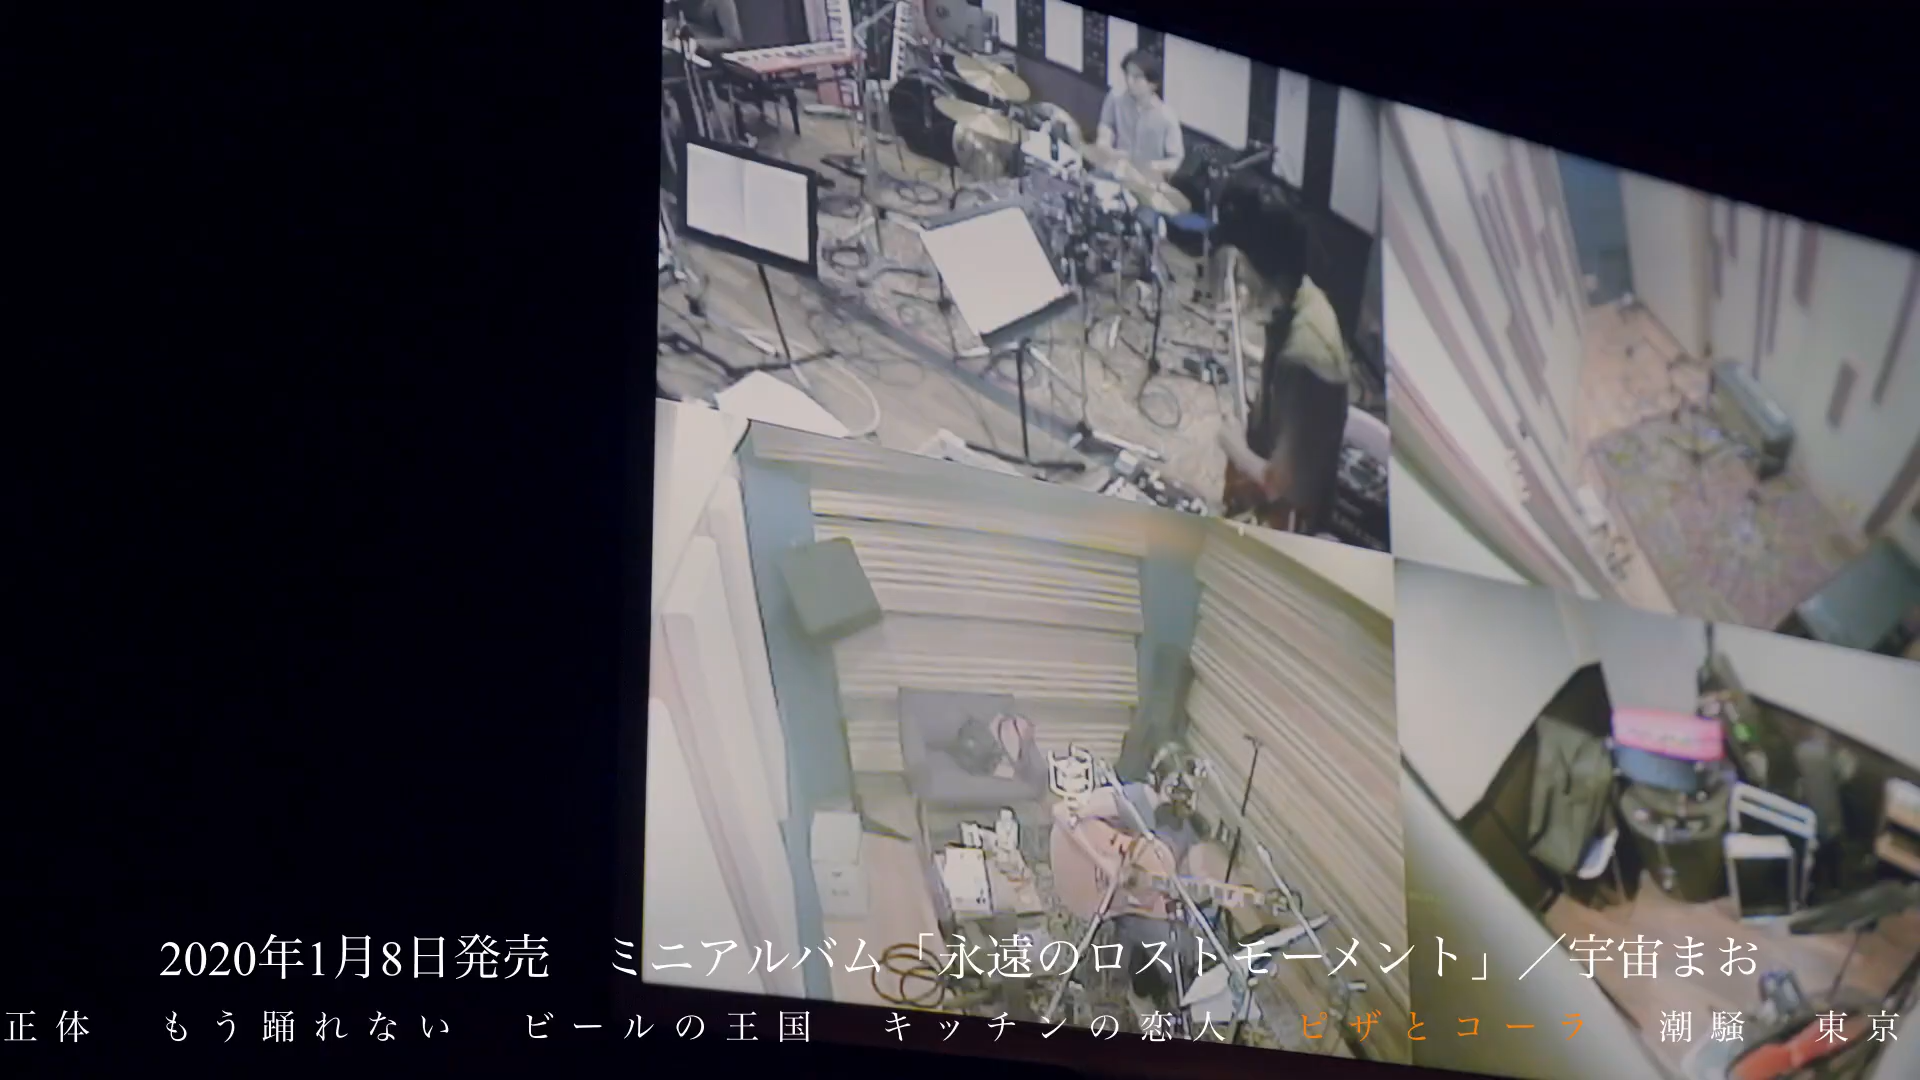 2020年1月8日発売　ミニアルバム「永遠のロストモーメント」／宇宙まお
正体　もう踊れない　ビールの王国　キッチンの恋人　ピザとコーラ　潮騒　東京